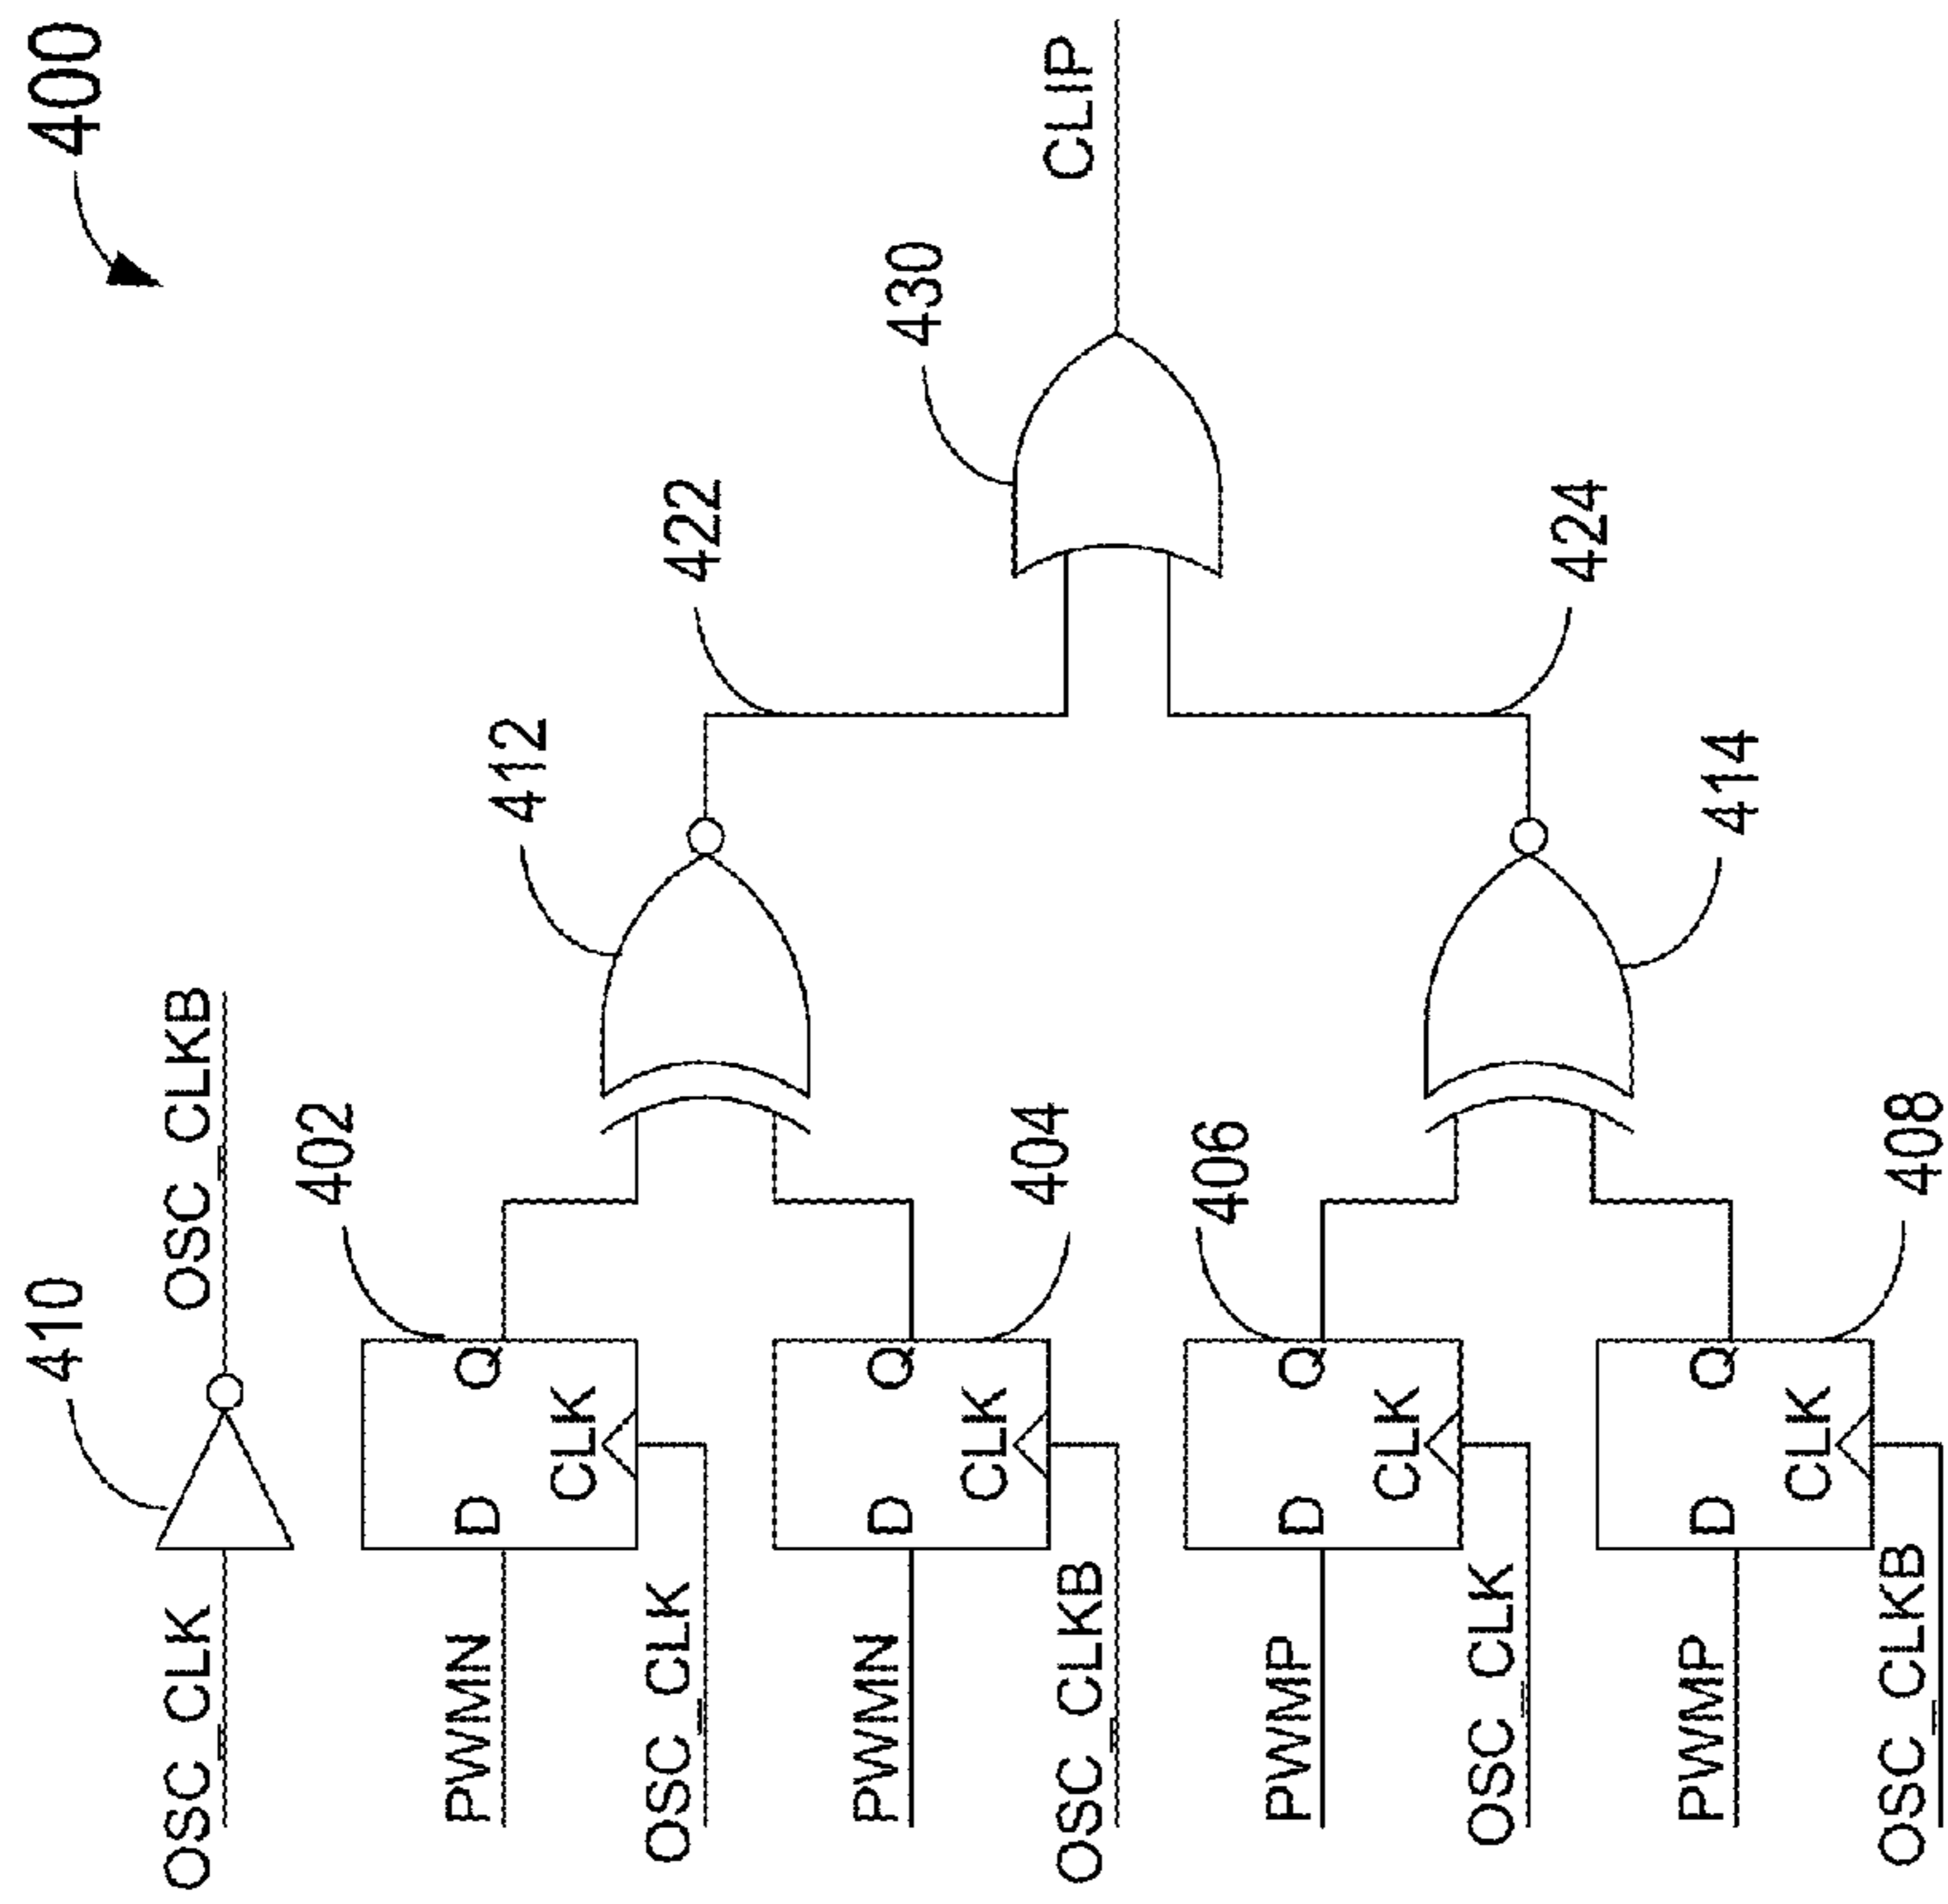 400
410
OSC_CLK
OSC_CLKB
402
PWMN
D
Q
CLK
OSC_CLK
404
PWMN
D
Q
CLK
OSC_CLKB
412
422
430
CLIP
406
PWMP
D
Q
CLK
OSC_CLK
408
PWMP
D
Q
CLK
OSC_CLKB
414
424